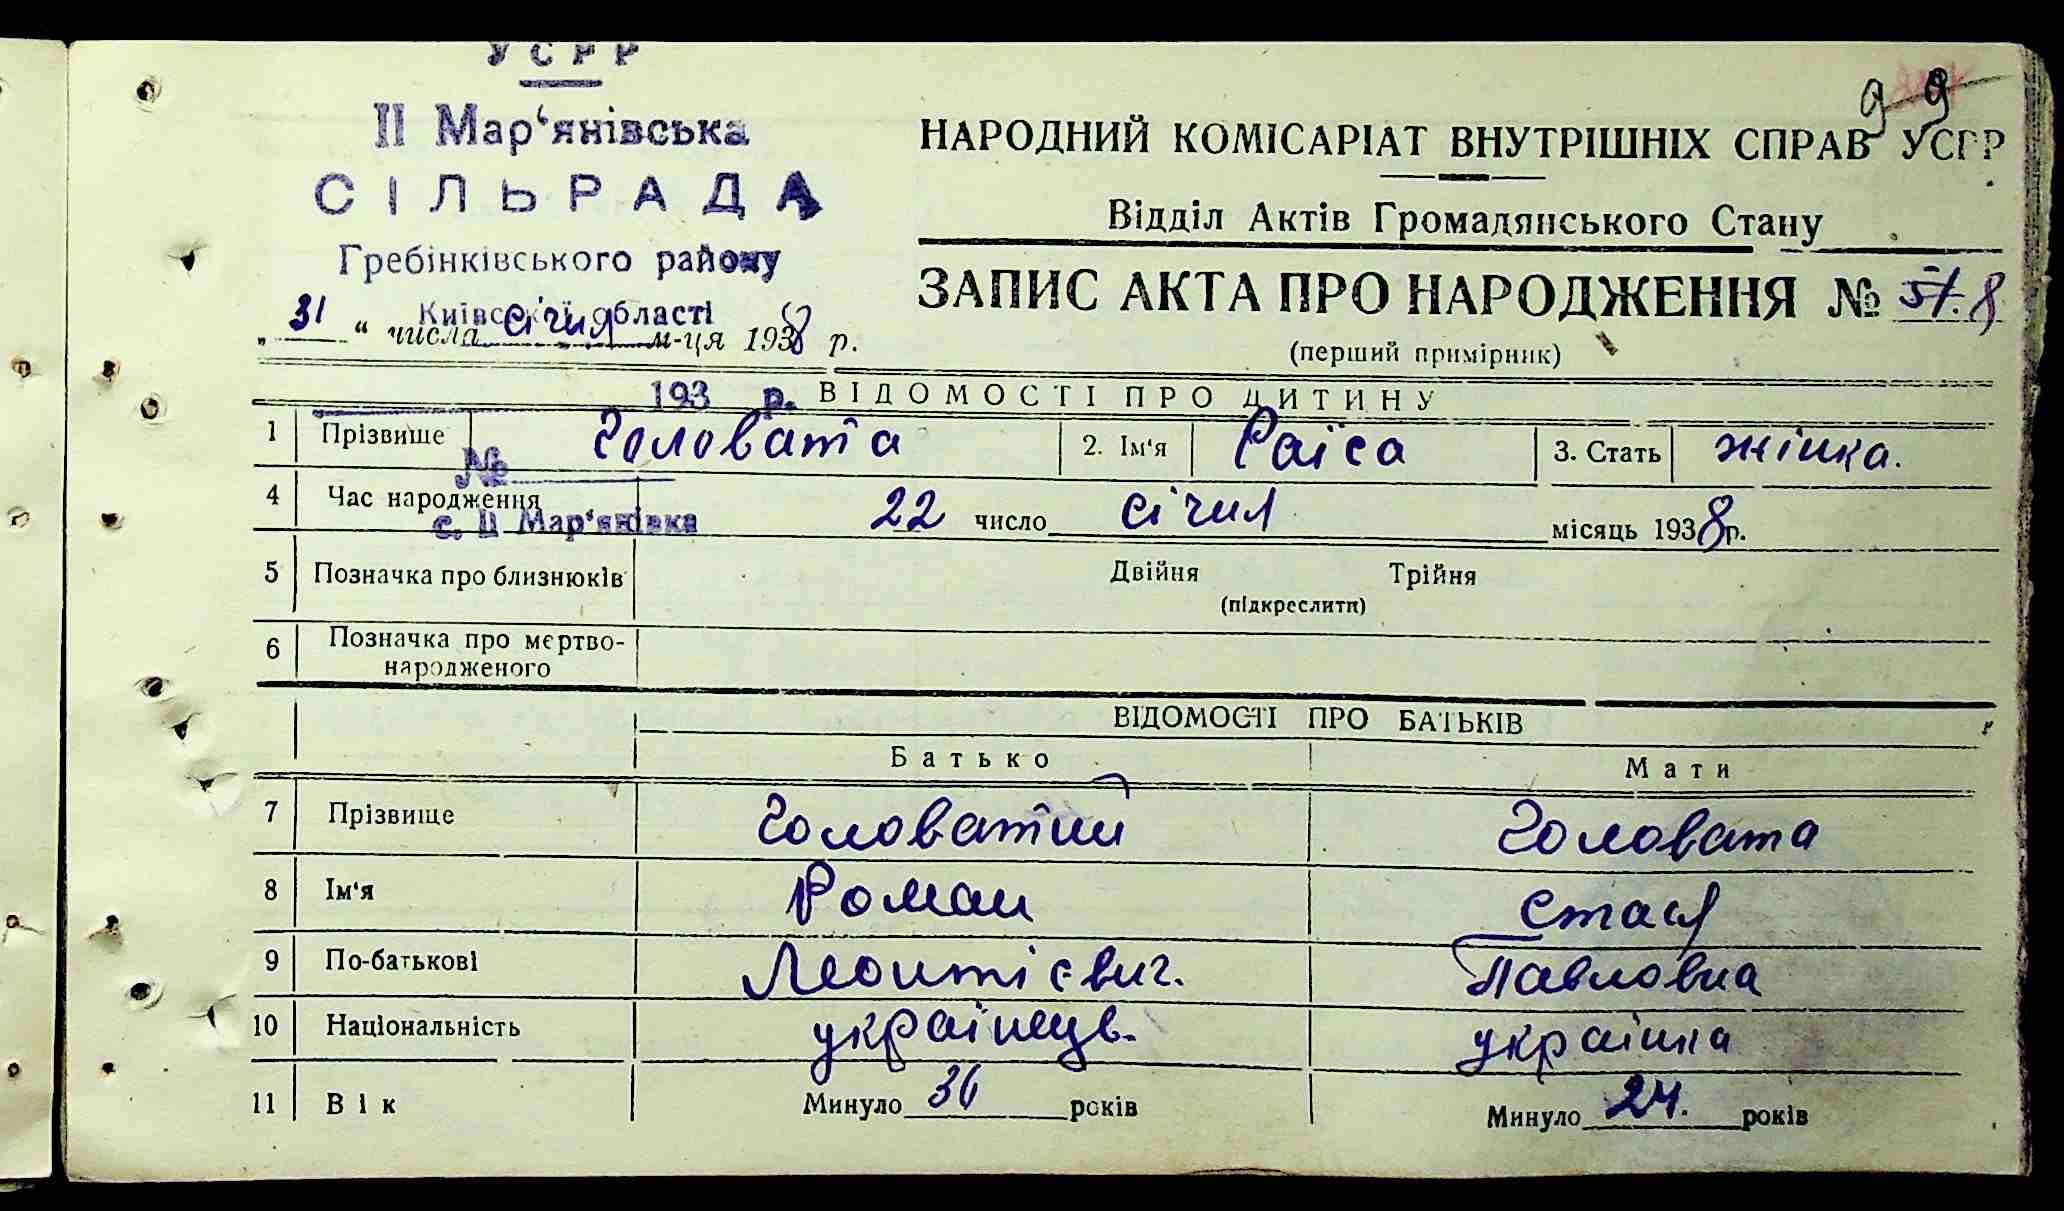 УСРР
ІІ Мар‘янівська
СІЛЬРАДА
Гребінківського району
Київської області
„31“ числа січня м-ця 1938 р.
193 р.
№
с. ІІ Мар‘янівка
99
НАРОДНИЙ КОМІСАРІАТ ВНУТРІШНІХ СПРАВ УСРР
Відділ Актів Громадянського Стану
ЗАПИС АКТА ПРО НАРОДЖЕННЯ № 8
(перший примірник)
ВІДОМОСТІ ПРО ДИТИНУ
1 Прізвище Головата 2. Ім‘я Раїса 3. Стать жінка.
4 Час народження 22 число січня місяць 1938 р.
5 Позначка про близнюків Двійня Трійня
(підкреслити)
6 Позначка про мертво-
народженого
ВІДОМОСТІ ПРО БАТЬКІВ
Батько Мати
7 Прізвище Головатий Головата
8 Ім‘я Роман Стася
9 По-батькові Леонтієвич. Павловна
10 Національність українець. українка
11 Вік Минуло 36 років Минуло 24. років